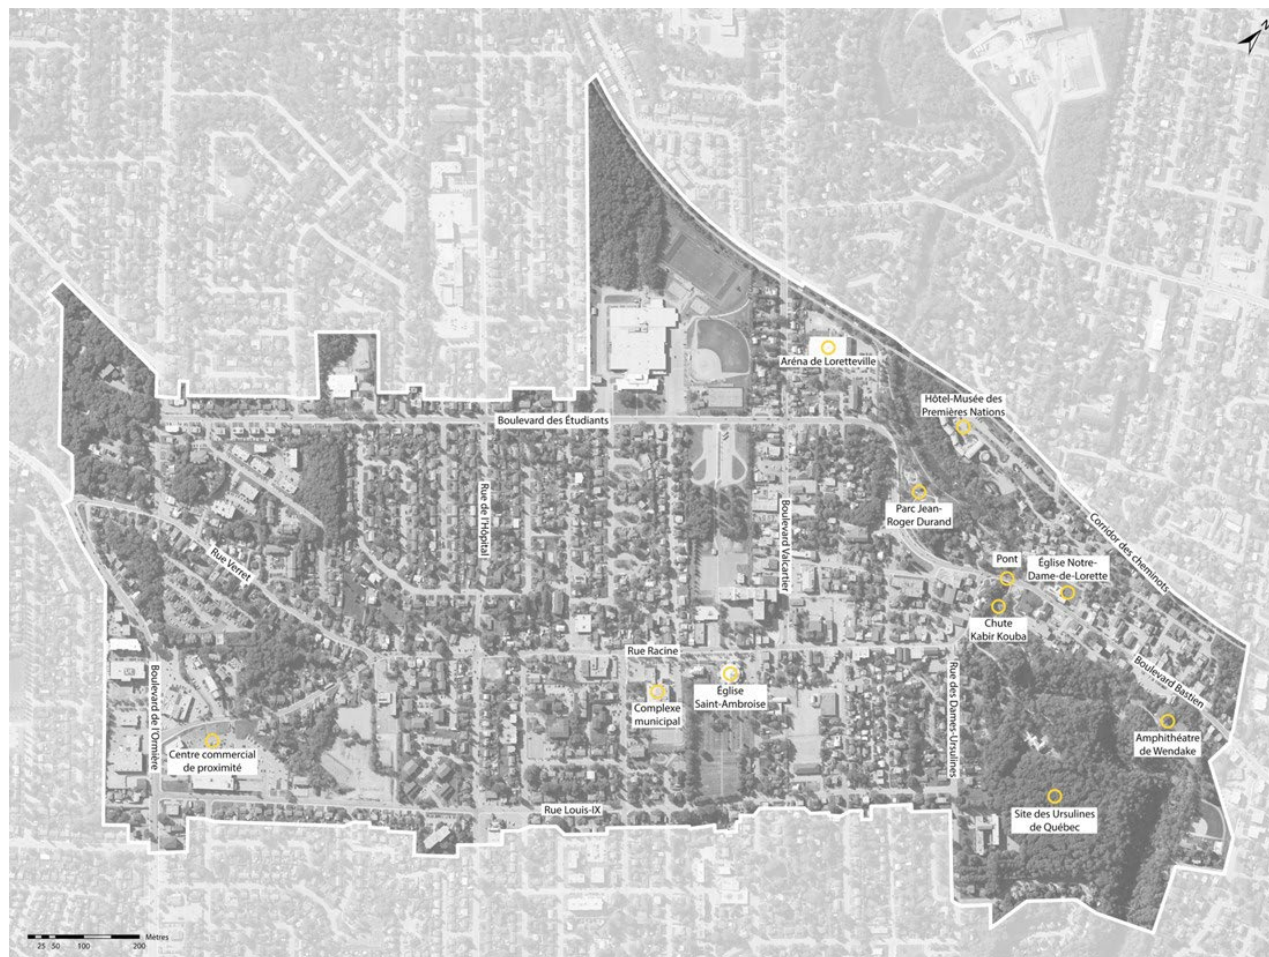 N
Aréna de Loretteville
Hôtel-Musée des
Premières Nations
Boulevard des Étudiants
Rue de l'Hôpital
Boulevard Valcartier
Parc Jean-
Roger Durand
Corridor des cheminots
Rue Verret
Pont
Église Notre-
Dame-de-Lorette
Chute
Kabir Kouba
Rue Racine
Boulevard de l'Ormière
Complexe
municipal
Église
Saint-Ambroise
Rue des Dames-Ursulines
Boulevard Bastien
Amphithéatre
de Wendake
Centre commercial
de proximité
Rue Louis-IX
Site des Ursulines
de Québec
Mètres
25 50 100 200